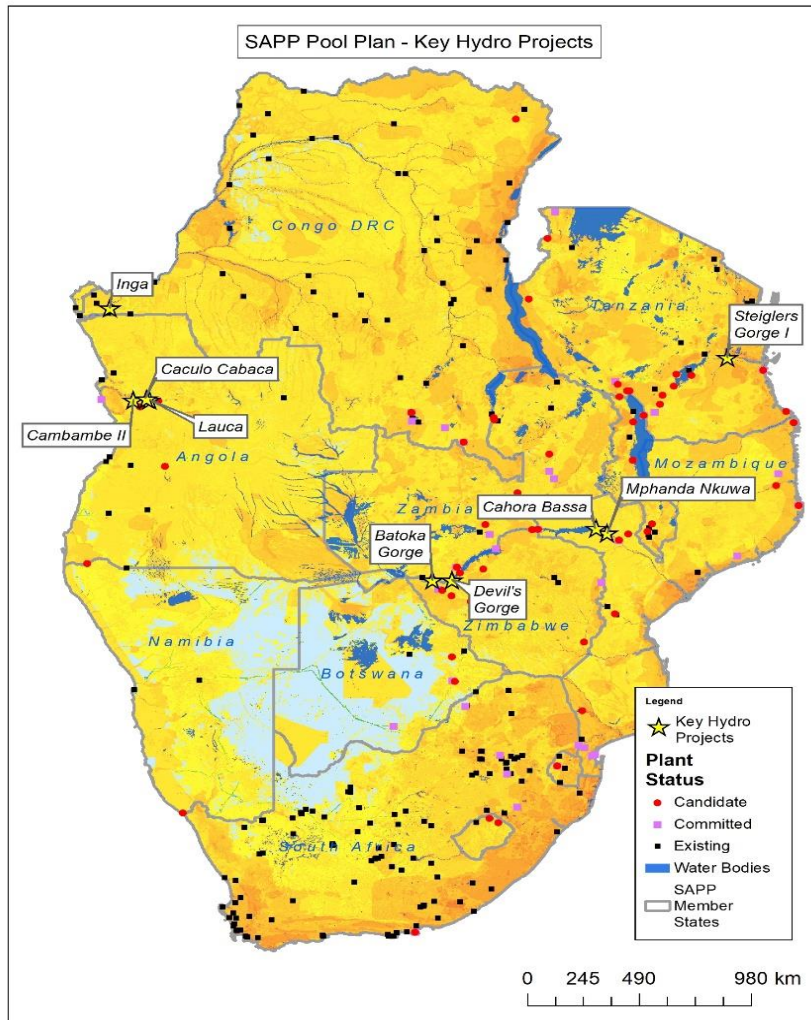 SAPP Pool Plan - Key Hydro Projects
Congo DRC
Inga
Tanzania
Steiglers
Gorge I
Caculo Cabaca
Lauca
Cambambe II
Angola
Mozambique
Mphanda Nkuwa
Zambia
Cahora Bassa
Batoka
Gorge
Devil's
Gorge
Zimbabwe
Namibia
Botswana
South Africa
Legend
Key Hydro
Projects
Plant
Status
Candidate
Committed
Existing
Water Bodies
SAPP
Member
States
0 245 490 980 km